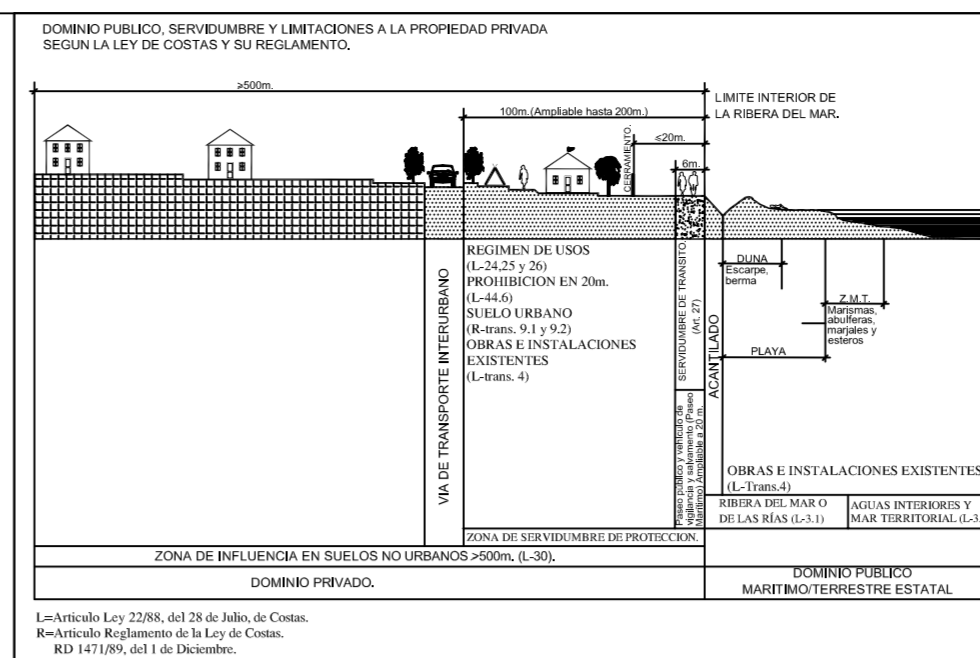 DOMINIO PUBLICO, SERVIDUMBRE Y LIMITACIONES A LA PROPIEDAD PRIVADA
SEGUN LA LEY DE COSTAS Y SU REGLAMENTO.
>500m.
LIMITE INTERIOR DE
LA RIBERA DEL MAR.
100m.(Ampliable hasta 200m.)
≤20m.
CERRAMIENTO.
6m.
VIA DE TRANSPORTE INTERURBANO
REGIMEN DE USOS
(L-24,25 y 26)
PROHIBICION EN 20m.
(L-44.6)
SUELO URBANO
(R-trans. 9.1 y 9.2)
OBRAS E INSTALACIONES
EXISTENTES
(L-trans. 4)
SERVIDUMBRE DE TRANSITO.
(Art. 27)
Paseo público y vehículo de
vigilancia y salvamento (Paseo
Marítimo) Ampliable a 20 m.
ACANTILADO
DUNA
Escarpe,
berma
Z.M.T.
Marismas,
abulferas,
marjales y
esteros
PLAYA
OBRAS E INSTALACIONES EXISTENTES
(L-Trans.4)
RIBERA DEL MAR O
DE LAS RÍAS (L-3.1)
AGUAS INTERIORES Y
MAR TERRITORIAL (L-3.
ZONA DE SERVIDUMBRE DE PROTECCION.
ZONA DE INFLUENCIA EN SUELOS NO URBANOS >500m. (L-30).
DOMINIO PRIVADO.
DOMINIO PUBLICO
MARITIMO/TERRESTRE ESTATAL
L=Articulo Ley 22/88, del 28 de Julio, de Costas.
R=Articulo Reglamento de la Ley de Costas.
RD 1471/89, del 1 de Diciembre.